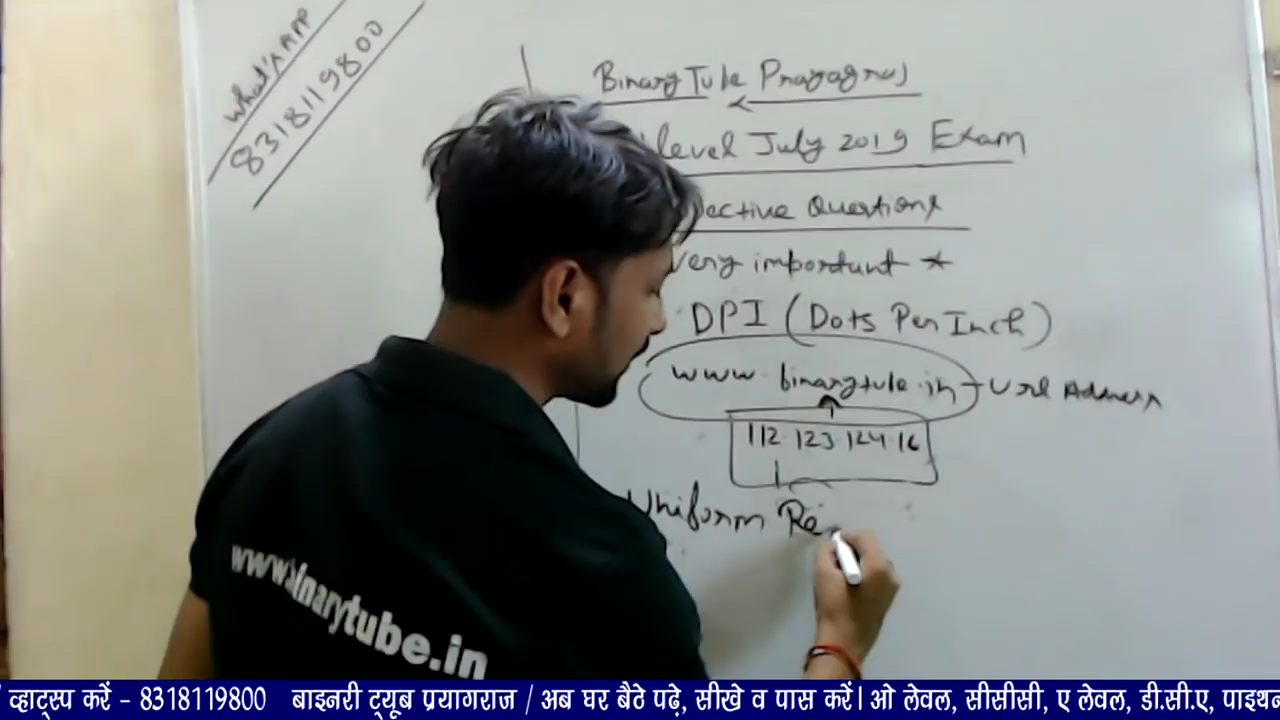 what's APP
8318119800
Binary Tube Prayagraj
level July 2019 Exam
jective Questions
Very important *
DPI (Dots Per Inch)
www.binarytube.in - Url Address
112 123 124 16
Uniform Re
www.binarytube.in
व्हाट्स्प करें - 8318119800 बाइनरी ट्यूब प्रयागराज / अब घर बैठे पढ़े, सीखे व पास करें। ओ लेवल, सीसीसी, ए लेवल, डी.सी.ए, पाइथ